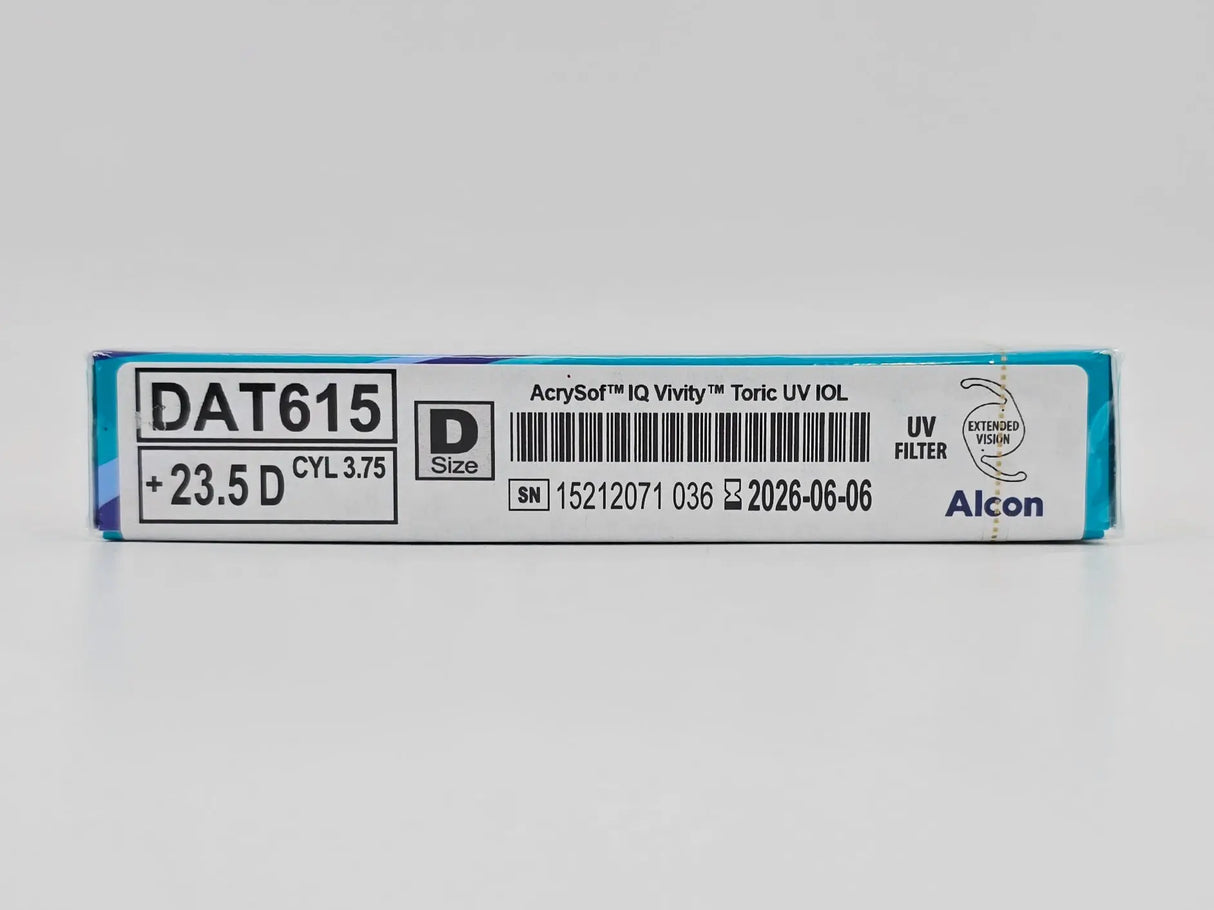 DAT615
+ 23.5 D CYL 3.75
D
Size
AcrySof™ IQ Vivity™ Toric UV IOL
SN 15212071 036 2026-06-06
UV
FILTER
EXTENDED
VISION
Alcon